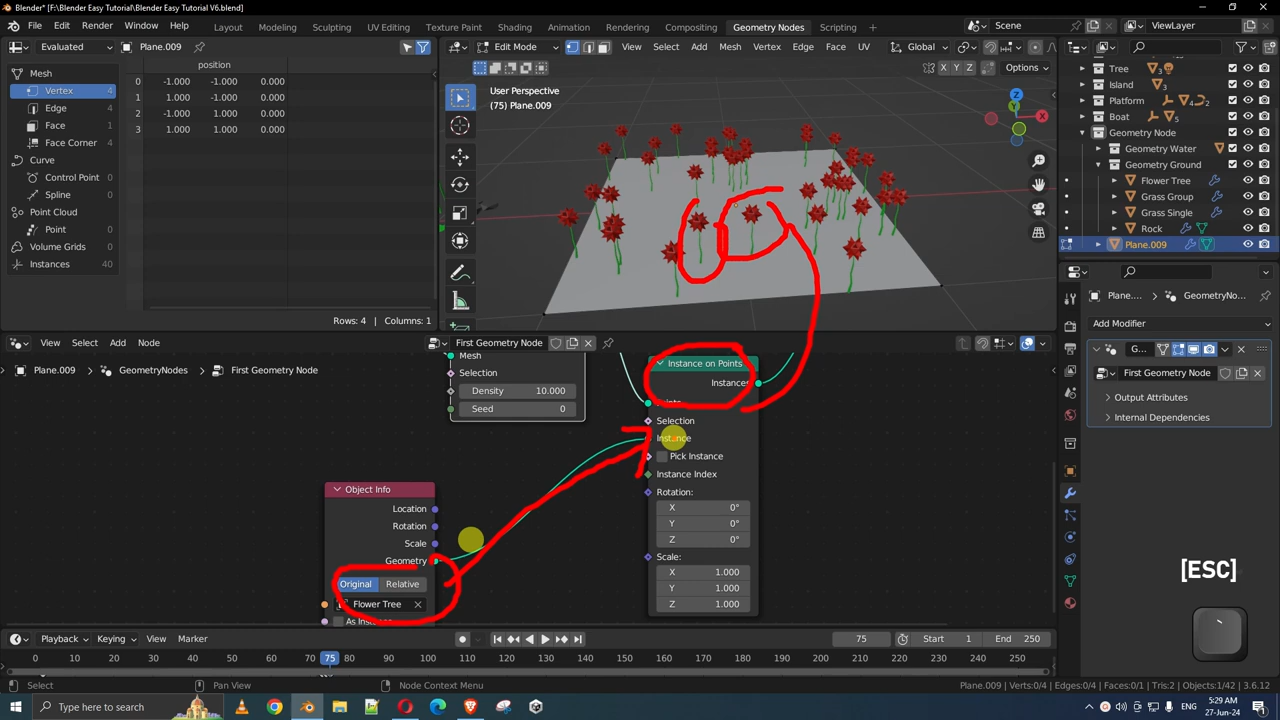 Blender* [F:\Blender Easy Tutorial\Blender Easy Tutorial V6.blend]
File Edit Render Window Help
Layout Modeling Sculpting UV Editing Texture Paint Shading Animation Rendering Compositing Geometry Nodes Scripting
Scene
ViewLayer
Evaluated
Plane.009
position
Mesh
Vertex 4
Edge 4
Face 1
Face Corner 4
Curve
Control Point 0
Spline 0
Point Cloud
Point 0
Volume Grids 0
Instances 40
0 -1.000 -1.000 0.000
1 1.000 -1.000 0.000
2 -1.000 1.000 0.000
3 1.000 1.000 0.000
Rows: 4 | Columns: 1
Edit Mode
View Select Add Mesh Vertex Edge Face UV
Global
X Y Z
Options
User Perspective
(75) Plane.009
Z
Y
X
Tree 3
Island 3
Platform 4 2
Boat 5
Geometry Node
Geometry Water
Geometry Ground
Flower Tree
Grass Group
Grass Single
Rock
Plane.009
Plane.... GeometryNo...
Add Modifier
G...
First Geometry Node
Output Attributes
Internal Dependencies
View Select Add Node
First Geometry Node
Plane.009 GeometryNodes First Geometry Node
Mesh
Selection
Density 10.000
Seed 0
Instance on Points
Instances
Points
Selection
Instance
Pick Instance
Instance Index
Rotation:
X 0°
Y 0°
Z 0°
Scale:
X 1.000
Y 1.000
Z 1.000
Object Info
Location
Rotation
Scale
Geometry
Original Relative
Flower Tree
As Instance
[ESC]
Playback Keying View Marker
75
Start 1
End 250
0 10 20 30 40 50 60 70 75 80 90 100 110 120 130 140 150 160 170 180 190 200 210 220 230 240 250
Select
Pan View
Node Context Menu
Plane.009 | Verts:0/4 | Edges:0/4 | Faces:0/1 | Tris:2 | Objects:1/42 | 3.6.12
Type here to search
ENG
5:29 AM
27-Jun-24